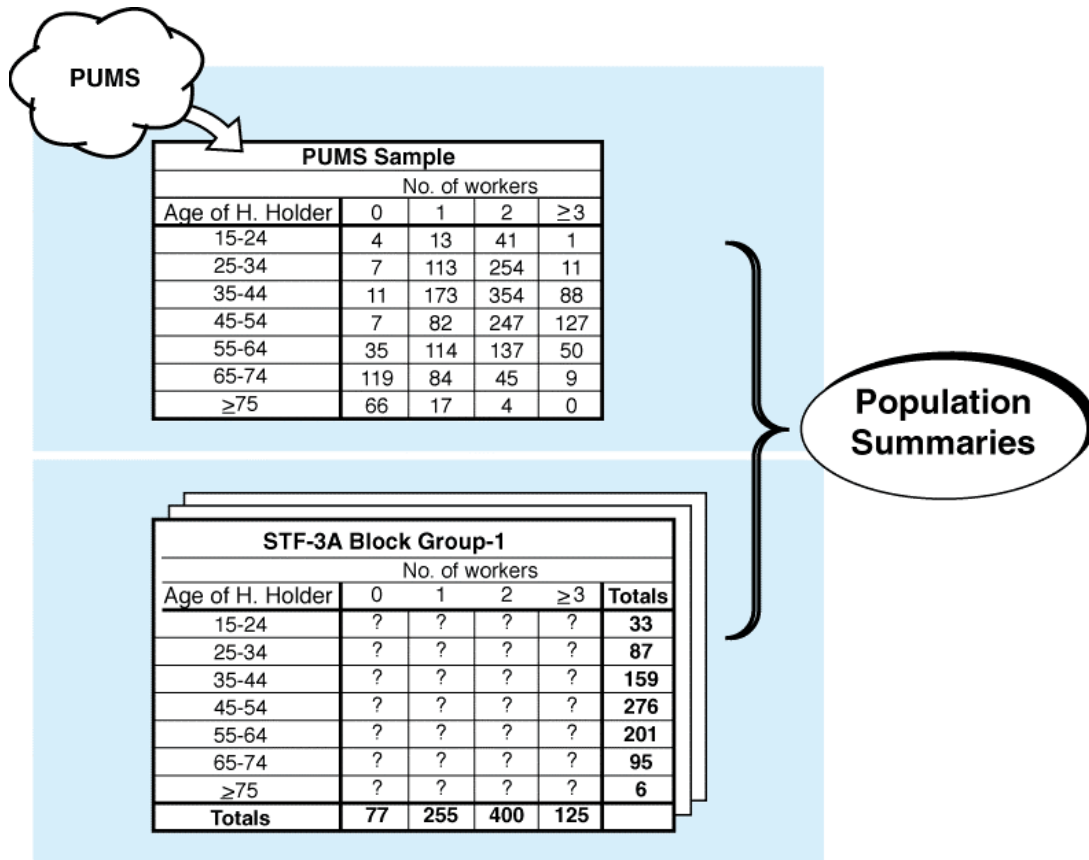 PUMS
PUMS Sample
No. of workers
Age of H. Holder 0 1 2 ≥3
15-24 4 13 41 1
25-34 7 113 254 11
35-44 11 173 354 88
45-54 7 82 247 127
55-64 35 114 137 50
65-74 119 84 45 9
≥75 66 17 4 0
Population
Summaries
STF-3A Block Group-1
No. of workers
Age of H. Holder 0 1 2 ≥3 Totals
15-24 ? ? ? ? 33
25-34 ? ? ? ? 87
35-44 ? ? ? ? 159
45-54 ? ? ? ? 276
55-64 ? ? ? ? 201
65-74 ? ? ? ? 95
≥75 ? ? ? ? 6
Totals 77 255 400 125